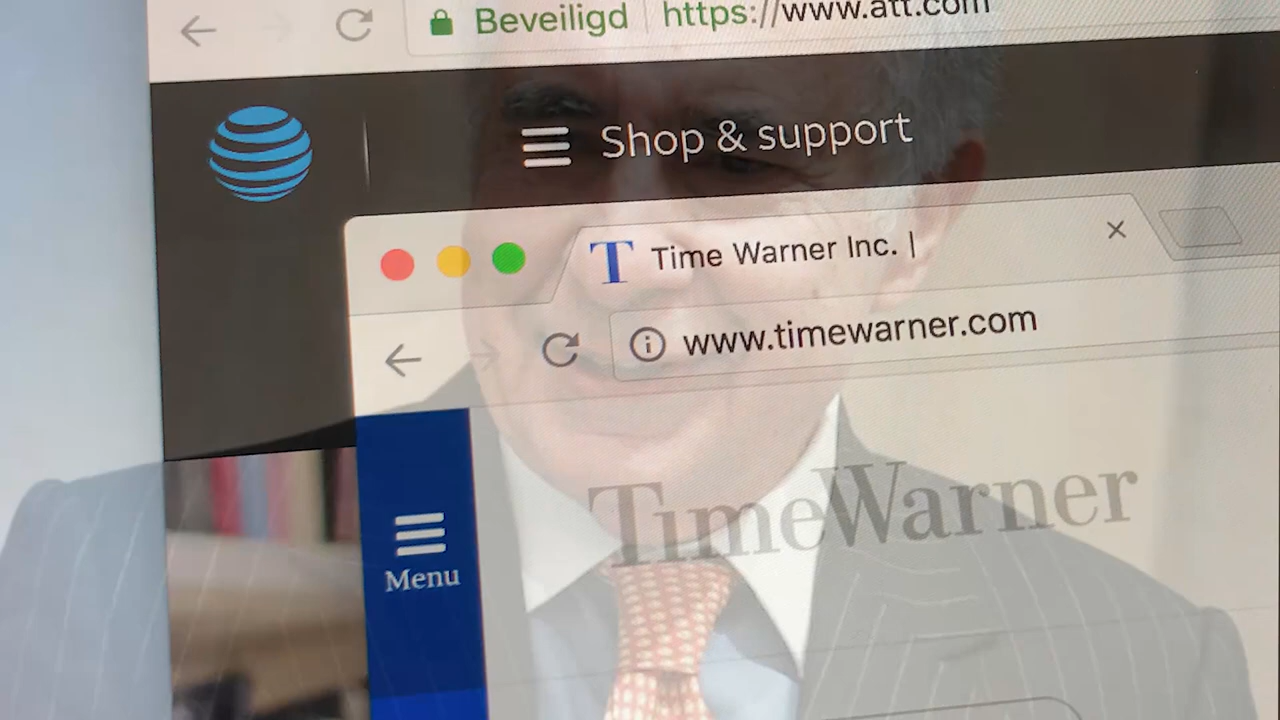 Beveiligd https://www.att.com
Shop & support
T Time Warner Inc. |
www.timewarner.com
TimeWarner
Menu